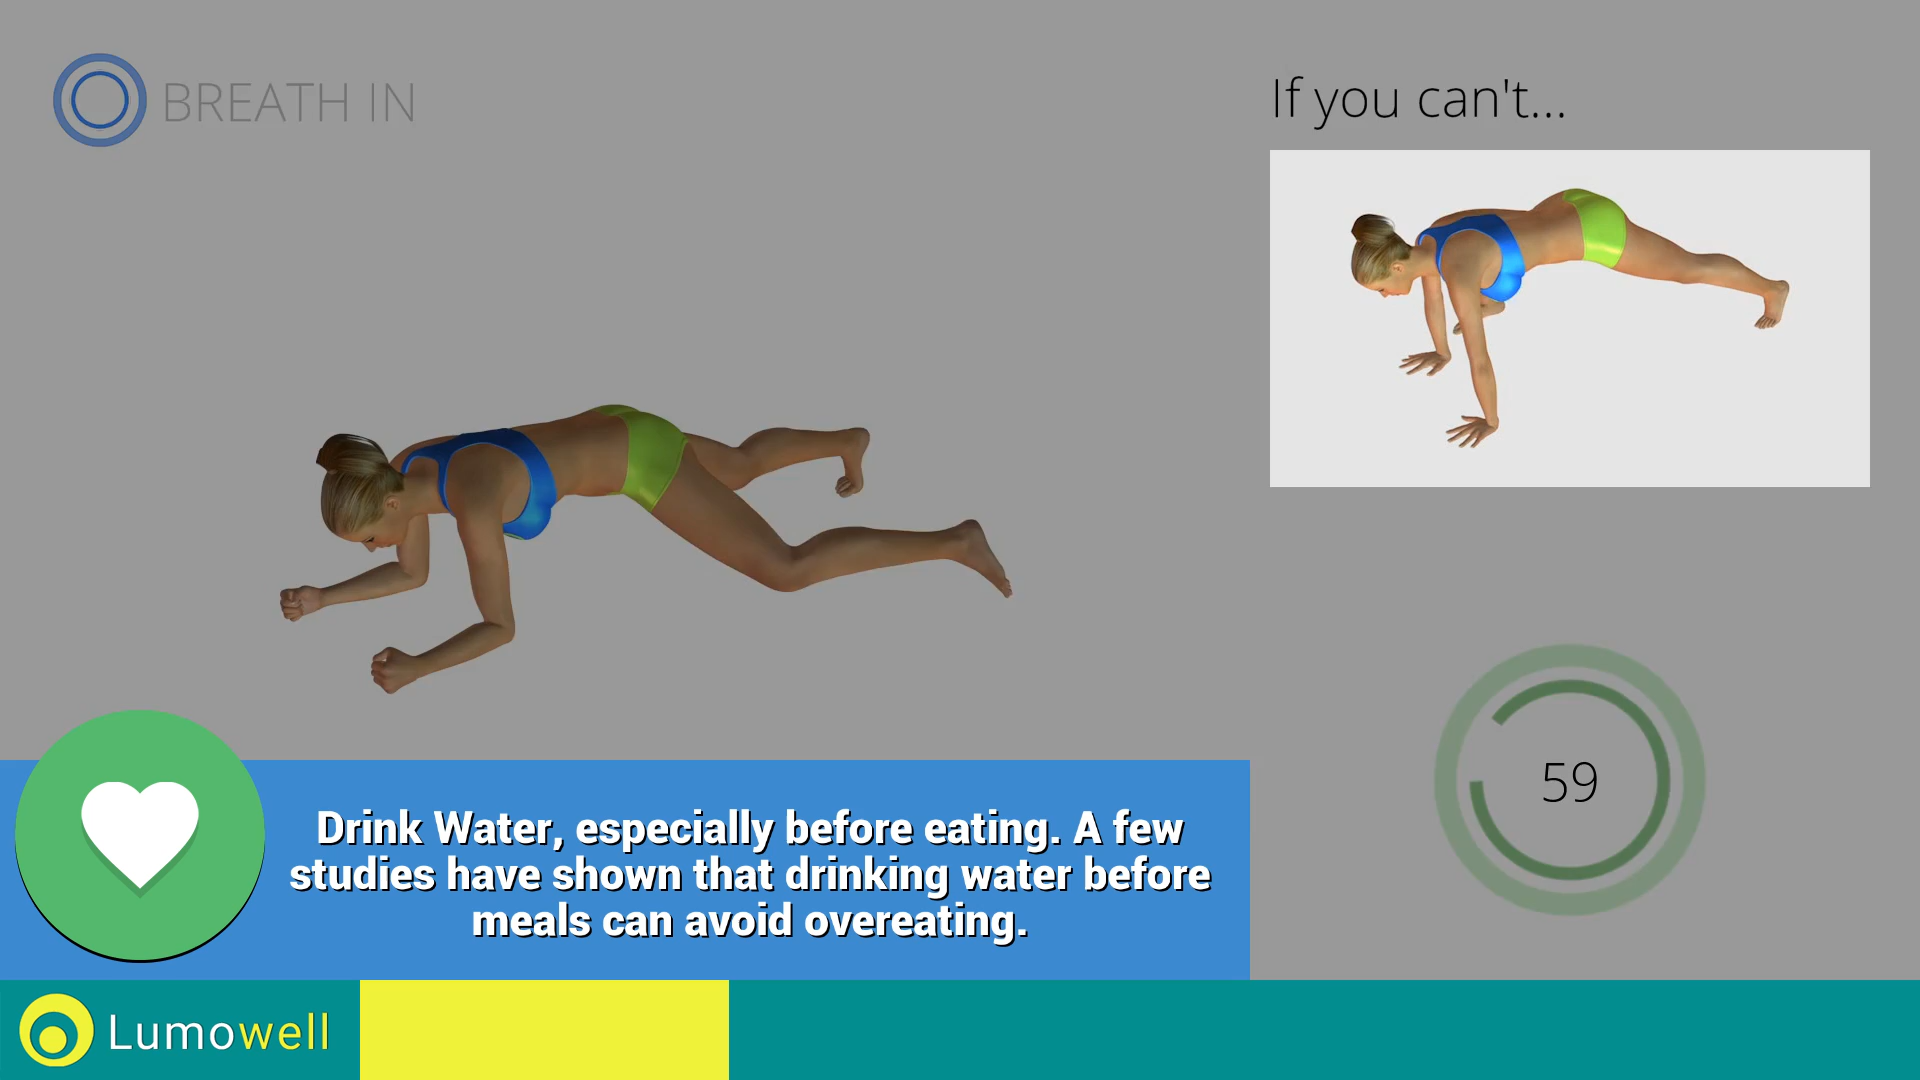 BREATH IN
If you can't...
59
Drink Water, especially before eating. A few
studies have shown that drinking water before
meals can avoid overeating.
Lumowell